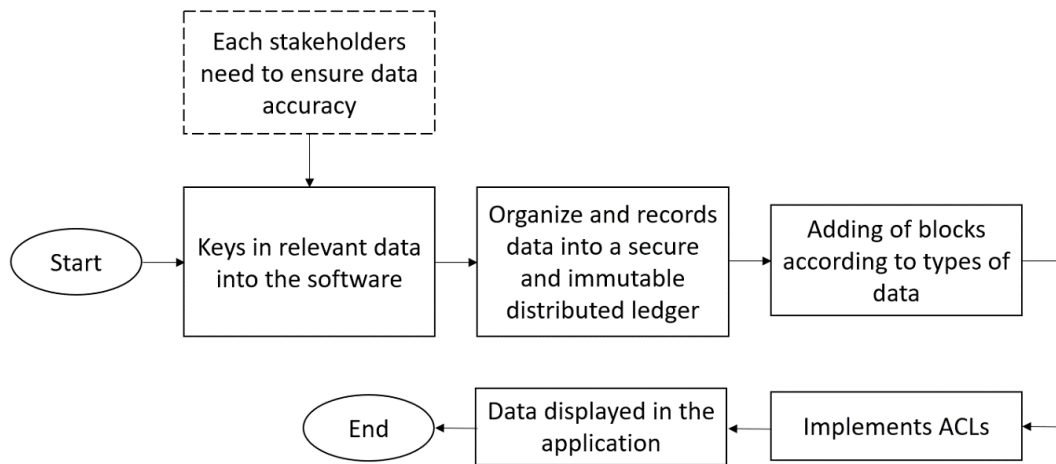 Each stakeholders
need to ensure data
accuracy
Start
Keys in relevant data
into the software
Organize and records
data into a secure
and immutable
distributed ledger
Adding of blocks
according to types of
data
Implements ACLs
Data displayed in the
application
End